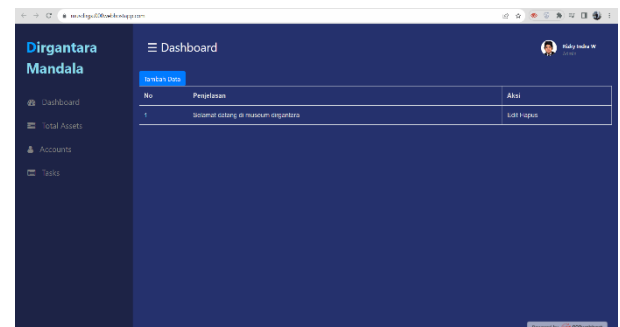 Dirgantara
Mandala
Dashboard
Total Assets
Accounts
Tasks
☰ Dashboard
Rizky Indra W
Tambah Data
No Penjelasan Aksi
1 Selamat datang di museum dirgantara Edit Hapus